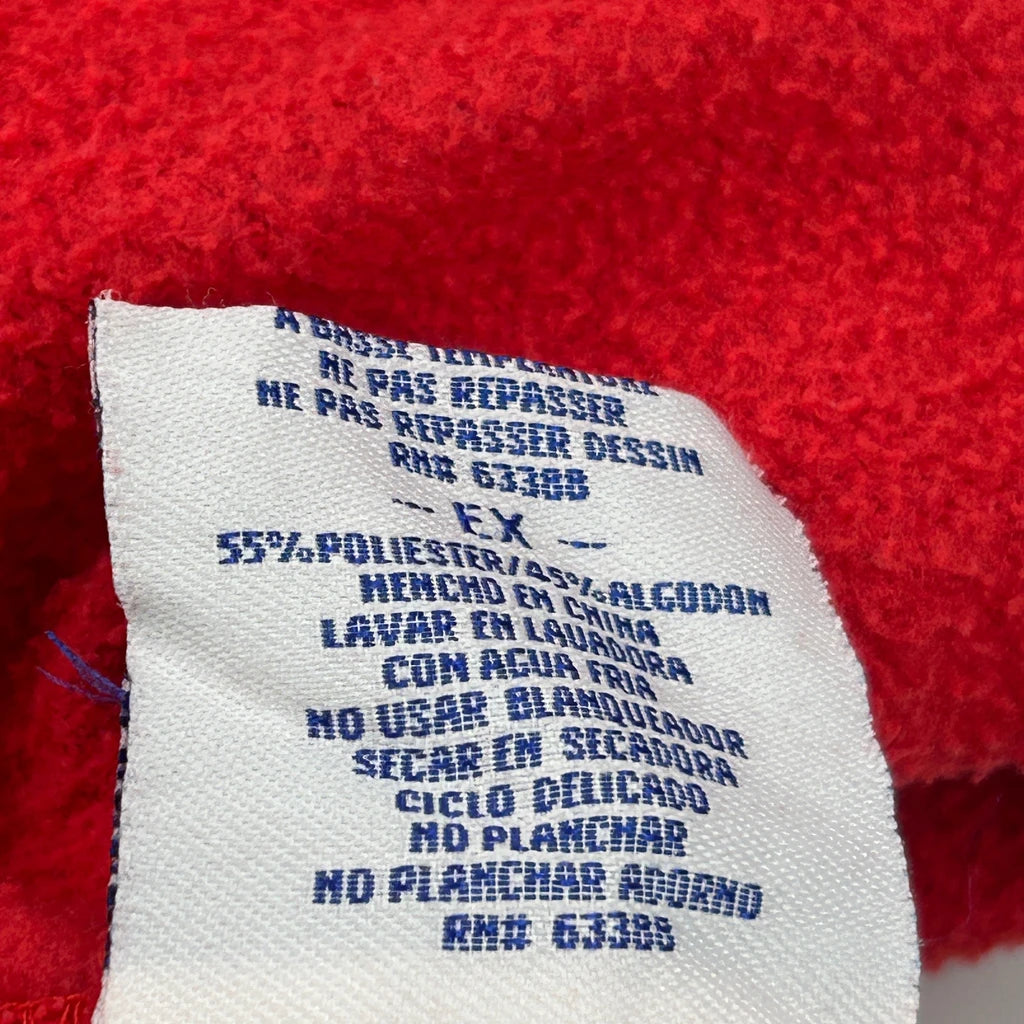 A BASSE TEMPERATURE
NE PAS REPASSER
NE PAS REPASSER DESSIN
RN# 63388
-- EX --
55%POLIESTER/45%ALGODON
HENCHO EN CHINA
LAVAR EN LAVADORA
CON AGUA FRIA
NO USAR BLANQUEADOR
SECAR EN SECADORA
CICLO DELICADO
NO PLANCHAR
NO PLANCHAR ADORNO
RN# 63388